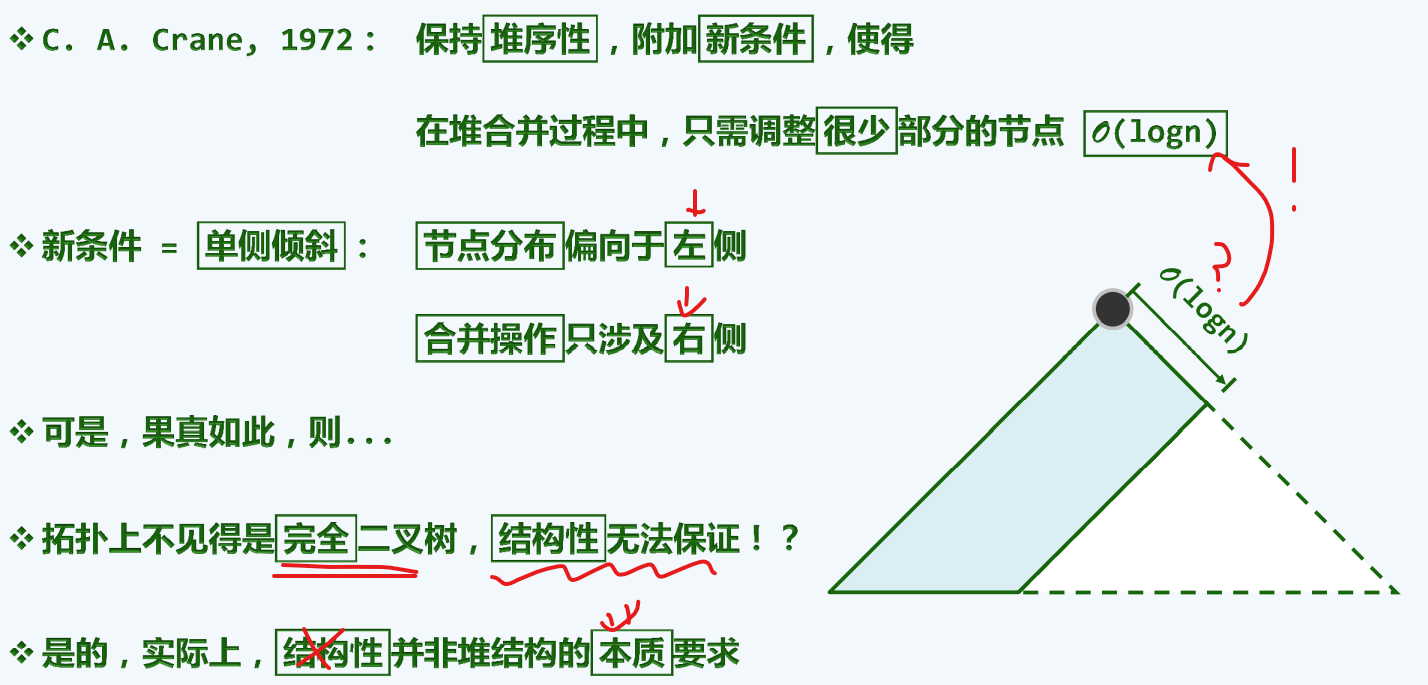 ❖ C. A. Crane, 1972： 保持堆序性，附加新条件，使得
在堆合并过程中，只需调整很少部分的节点 O(logn)
！
❖ 新条件 = 单侧倾斜： 节点分布偏向于左侧
?
O(logn)
合并操作只涉及右侧
❖ 可是，果真如此，则...
❖ 拓扑上不见得是完全二叉树，结构性无法保证！？
❖ 是的，实际上，结构性并非堆结构的本质要求